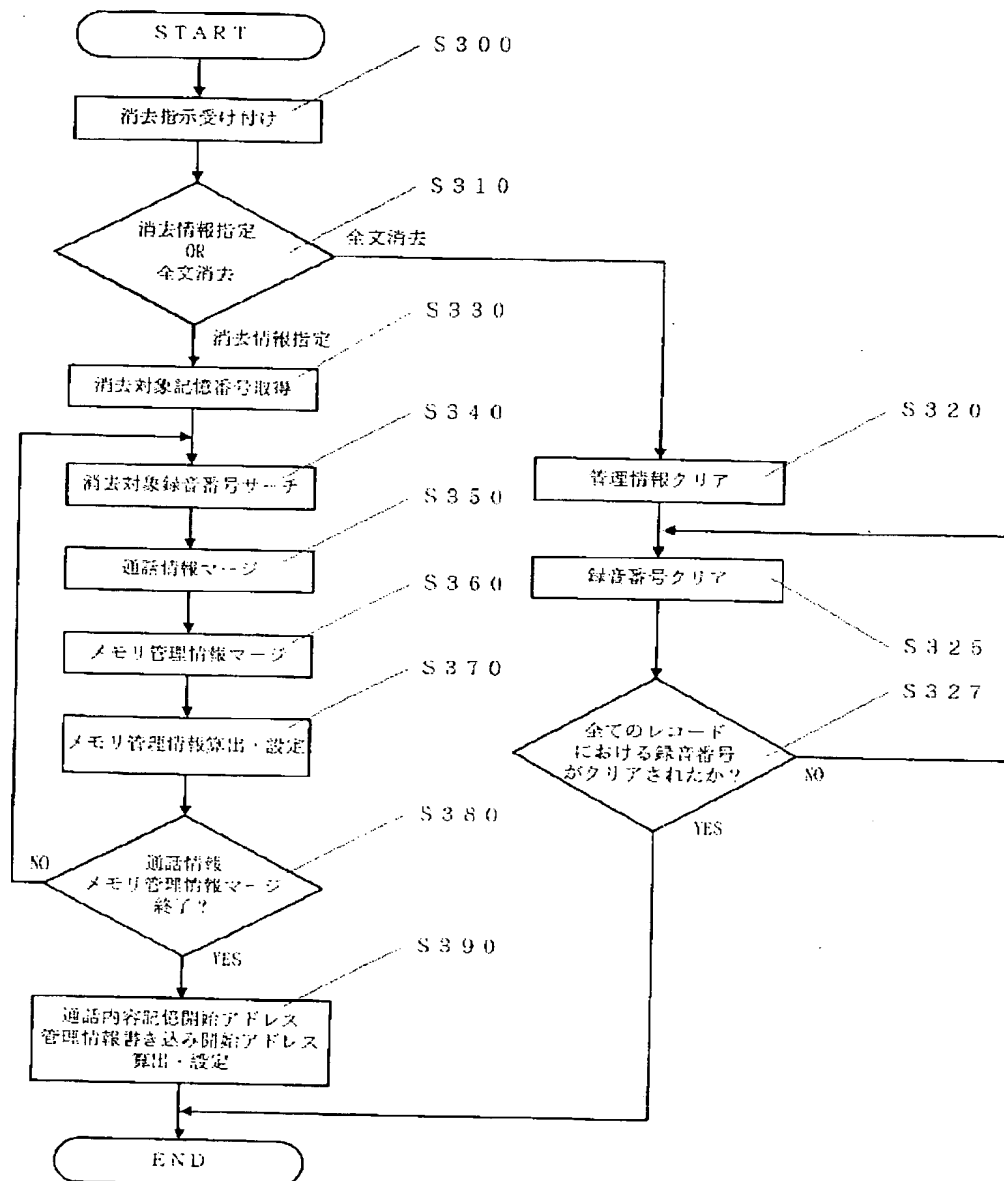 START
S300
消去指示受け付け
S310
消去情報指定
OR
全文消去
全文消去
消去情報指定
S330
消去対象記憶番号取得
S340
消去対象録音番号サーチ
S350
通話情報マージ
S360
メモリ管理情報マージ
S370
メモリ管理情報算出・設定
S380
通話情報
メモリ管理情報マージ
終了?
NO
YES
S390
通話内容記憶開始アドレス
管理情報書き込み開始アドレス
算出・設定
END
S320
管理情報クリア
録音番号クリア
S325
S327
全てのレコード
における録音番号
がクリアされたか?
NO
YES